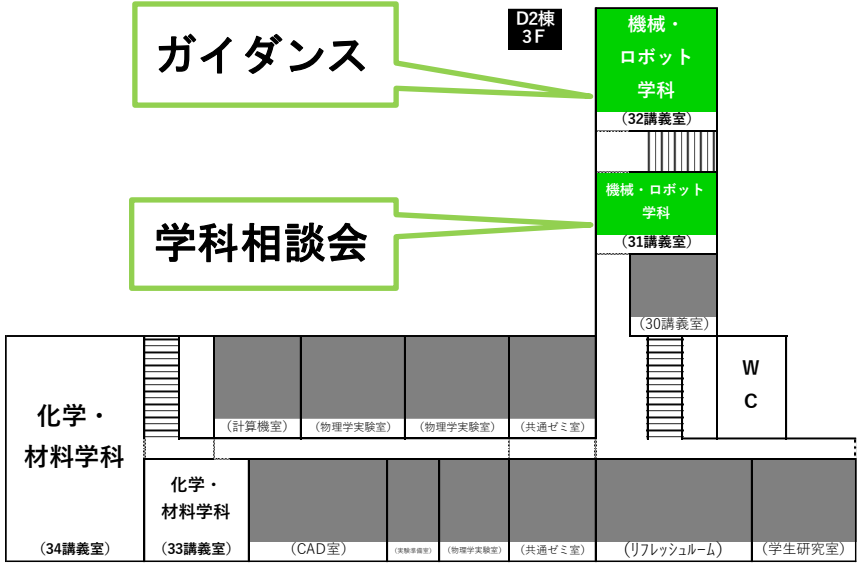 ガイダンス
D2棟
3F
機械・
ロボット
学科
（32講義室）
学科相談会
機械・ロボット
学科
（31講義室）
（30講義室）
化学・
材料学科
（34講義室）
（計算機室）
（物理学実験室）
（物理学実験室）
（共通ゼミ室）
W
C
化学・
材料学科
（33講義室）
（CAD室）
（実験準備室）
（物理学実験室）
（共通ゼミ室）
（リフレッシュルーム）
（学生研究室）